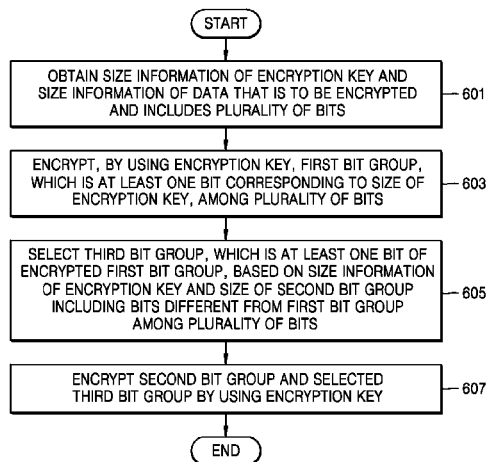 START
OBTAIN SIZE INFORMATION OF ENCRYPTION KEY AND
SIZE INFORMATION OF DATA THAT IS TO BE ENCRYPTED
AND INCLUDES PLURALITY OF BITS
601
ENCRYPT, BY USING ENCRYPTION KEY, FIRST BIT GROUP,
WHICH IS AT LEAST ONE BIT CORRESPONDING TO SIZE OF
ENCRYPTION KEY, AMONG PLURALITY OF BITS
603
SELECT THIRD BIT GROUP, WHICH IS AT LEAST ONE BIT OF
ENCRYPTED FIRST BIT GROUP, BASED ON SIZE INFORMATION
OF ENCRYPTION KEY AND SIZE OF SECOND BIT GROUP
INCLUDING BITS DIFFERENT FROM FIRST BIT GROUP
AMONG PLURALITY OF BITS
605
ENCRYPT SECOND BIT GROUP AND SELECTED
THIRD BIT GROUP BY USING ENCRYPTION KEY
607
END